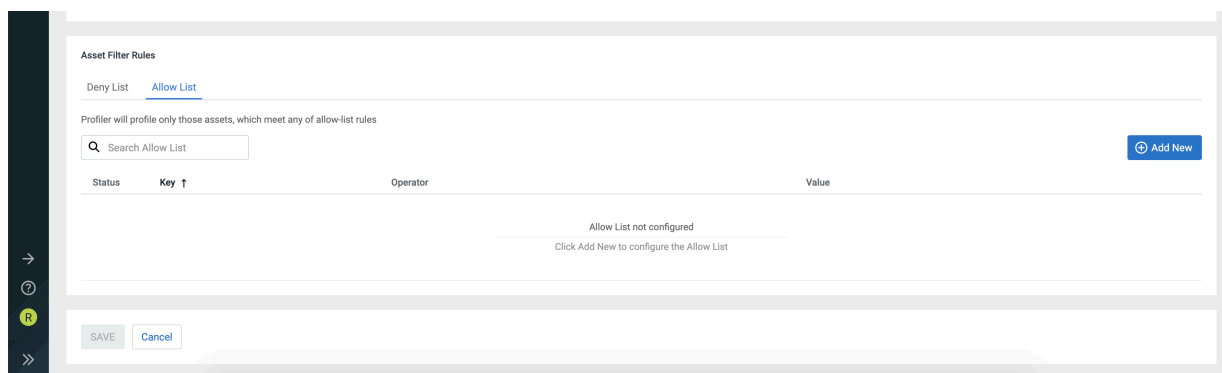 Asset Filter Rules
Deny List Allow List
Profiler will profile only those assets, which meet any of allow-list rules
Search Allow List
Add New
Status Key ↑ Operator Value
Allow List not configured
Click Add New to configure the Allow List
R
SAVE Cancel